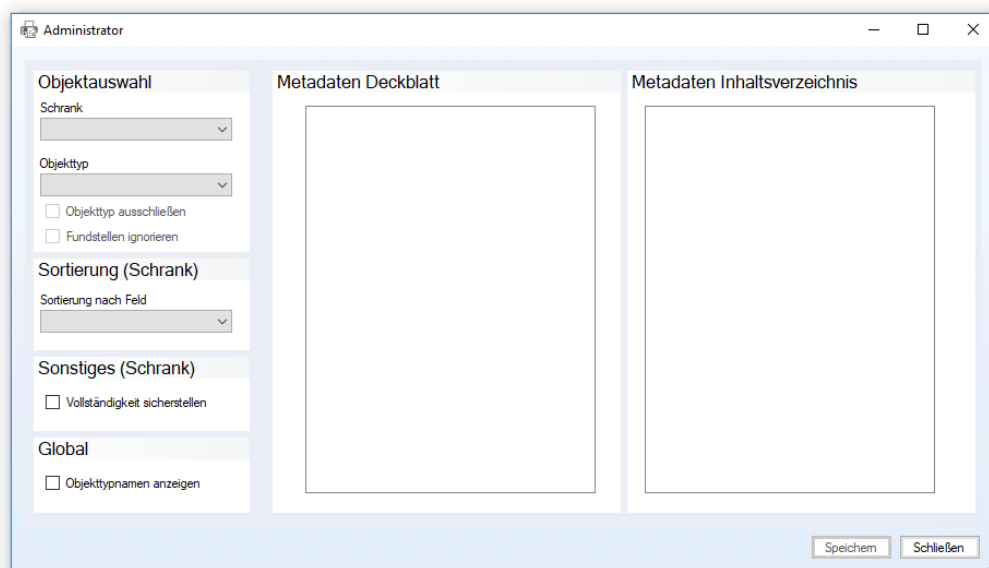 Administrator
Objektauswahl
Schrank
Objekttyp
Objekttyp ausschließen
Fundstellen ignorieren
Sortierung (Schrank)
Sortierung nach Feld
Sonstiges (Schrank)
Vollständigkeit sicherstellen
Global
Objekttypnamen anzeigen
Metadaten Deckblatt
Metadaten Inhaltsverzeichnis
Speichern
Schließen